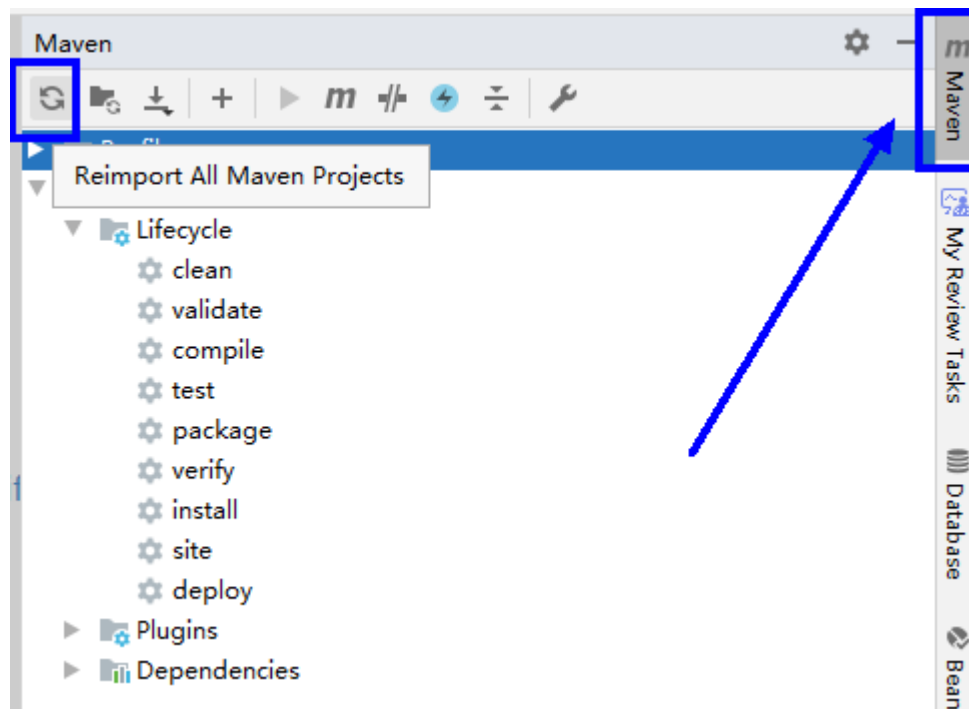 Maven
m
Reimport All Maven Projects
Lifecycle
clean
validate
compile
test
package
verify
install
site
deploy
Plugins
Dependencies
m Maven
My Review Tasks
Database
Bean